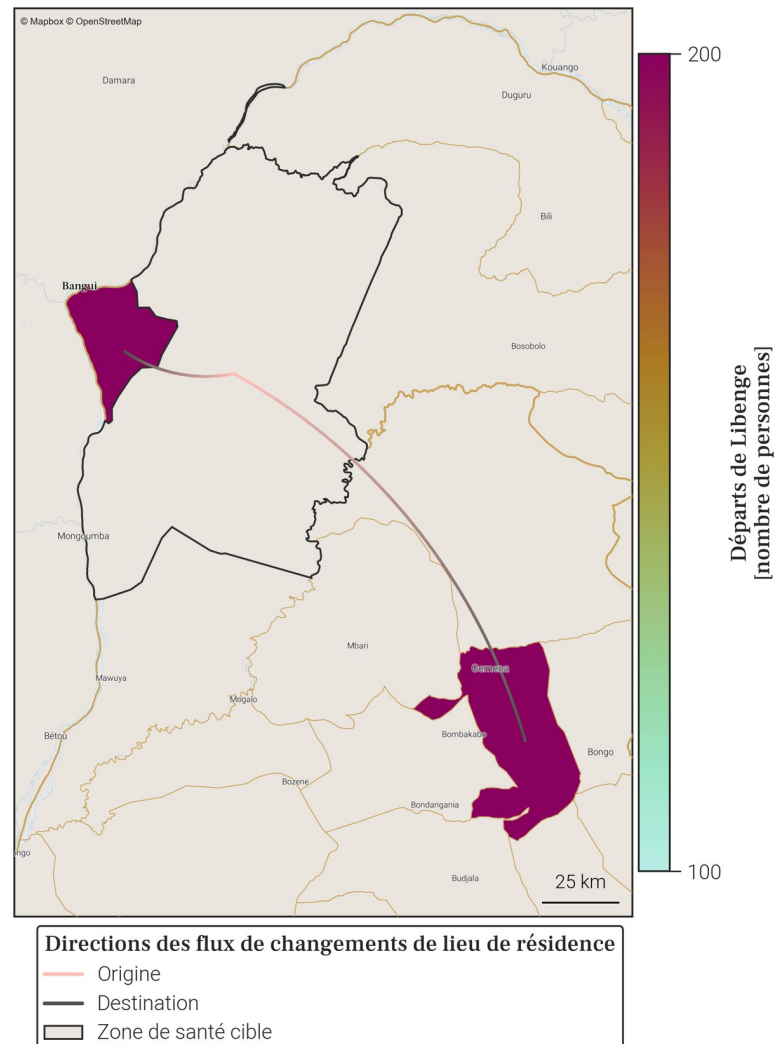 © Mapbox © OpenStreetMap
Damara
Kouango
Duguru
Bili
Bangui
Bosobolo
Mongoumba
Mbari
Gemena
Mawuya
Mogalo
Bétou
Bombakabo
Bongo
Bozene
Bondangania
ngo
Budjala
25 km
200
100
Départs de Libenge
[nombre de personnes]
Directions des flux de changements de lieu de résidence
Origine
Destination
Zone de santé cible